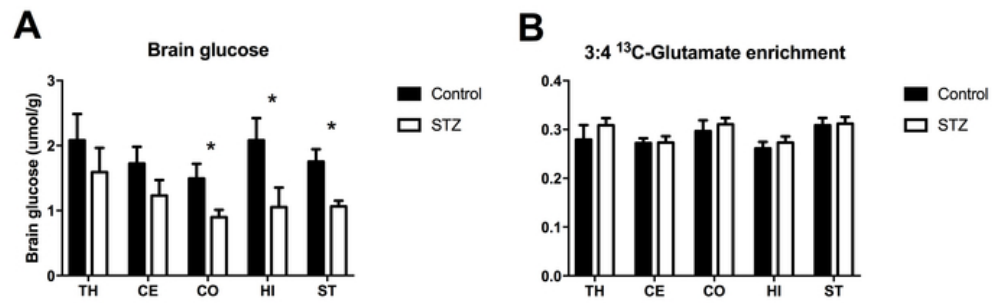 A
Brain glucose
Brain glucose (umol/g)
3
2
1
0
*
*
*
TH CE CO HI ST
Control
STZ
B
3:4 ¹³C-Glutamate enrichment
0.4
0.3
0.2
0.1
0.0
TH CE CO HI ST
Control
STZ